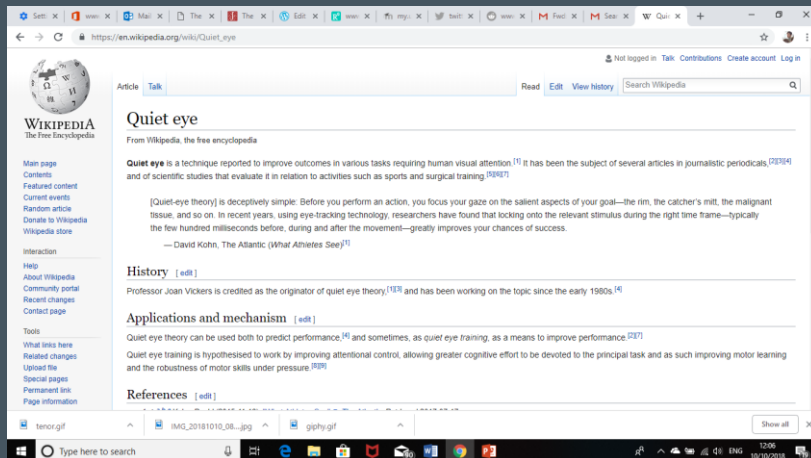 Setti
www
Mail
The
The
Edit
www
my
twitt
www
Fed
Sear
Quie
https://en.wikipedia.org/wiki/Quiet_eye
Not logged in Talk Contributions Create account Log in
Article Talk
Read Edit View history Search Wikipedia
WIKIPEDIA
The Free Encyclopedia
Main page
Contents
Featured content
Current events
Random article
Donate to Wikipedia
Wikipedia store
Interaction
Help
About Wikipedia
Community portal
Recent changes
Contact page
Tools
What links here
Related changes
Upload file
Special pages
Permanent link
Page information
Quiet eye
From Wikipedia, the free encyclopedia
Quiet eye is a technique reported to improve outcomes in various tasks requiring human visual attention.[1] It has been the subject of several articles in journalistic periodicals,[2][3][4]
and of scientific studies that evaluate it in relation to activities such as sports and surgical training.[5][6][7]
[Quiet-eye theory] is deceptively simple: Before you perform an action, you focus your gaze on the salient aspects of your goal—the rim, the catcher's mitt, the malignant
tissue, and so on. In recent years, using eye-tracking technology, researchers have found that locking onto the relevant stimulus during the right time frame—typically
the few hundred milliseconds before, during and after the movement—greatly improves your chances of success.
— David Kohn, The Atlantic (What Athletes See)[1]
History [ edit ]
Professor Joan Vickers is credited as the originator of quiet eye theory,[1][3] and has been working on the topic since the early 1980s.[4]
Applications and mechanism [ edit ]
Quiet eye theory can be used both to predict performance,[4] and sometimes, as quiet eye training, as a means to improve performance.[2][7]
Quiet eye training is hypothesised to work by improving attentional control, allowing greater cognitive effort to be devoted to the principal task and as such improving motor learning
and the robustness of motor skills under pressure.[8][9]
References [ edit ]
tenor.gif
IMG_20181010_08....jpg
giphy.gif
Show all
Type here to search
ENG
12:06
10/10/2018